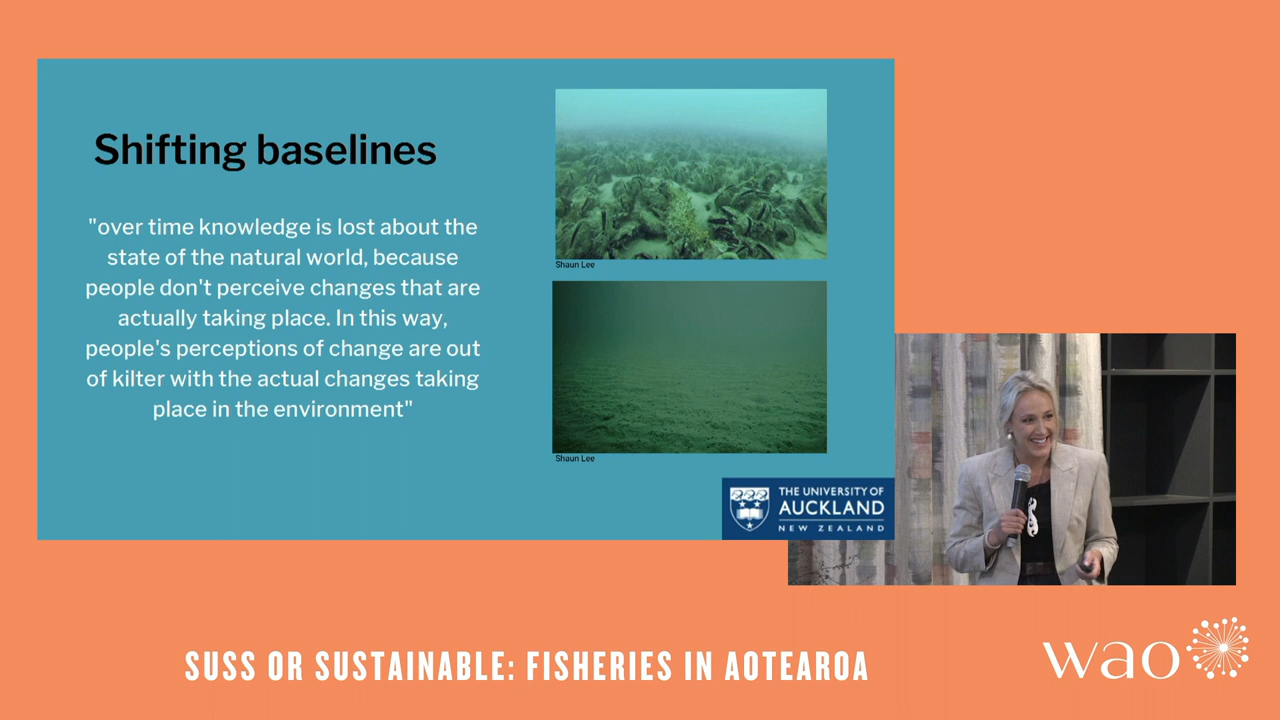 Shifting baselines
"over time knowledge is lost about the
state of the natural world, because
people don't perceive changes that are
actually taking place. In this way,
people's perceptions of change are out
of kilter with the actual changes taking
place in the environment"
Shaun Lee
Shaun Lee
THE UNIVERSITY OF
AUCKLAND
NEW ZEALAND
SUSS OR SUSTAINABLE: FISHERIES IN AOTEAROA
wao